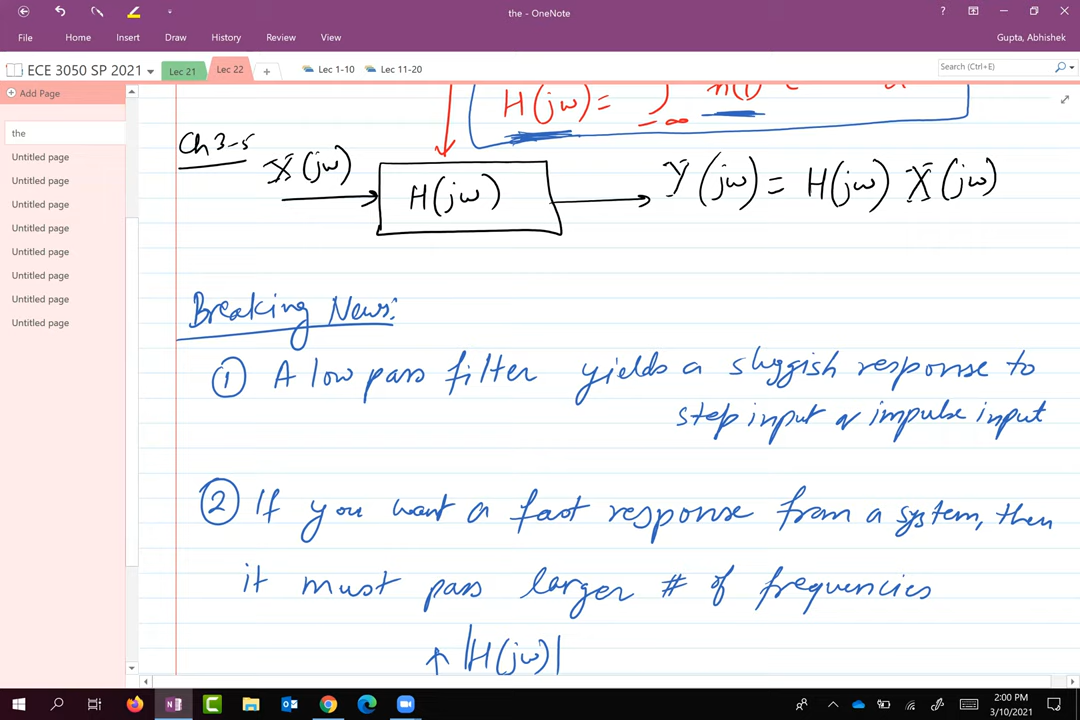 the - OneNote
?
File Home Insert Draw History Review View
Gupta, Abhishek
ECE 3050 SP 2021
Lec 21
Lec 22
Lec 1-10
Lec 11-20
Search (Ctrl+E)
Add Page
the
Untitled page
Untitled page
Untitled page
Untitled page
Untitled page
Untitled page
Untitled page
Untitled page
H(jω) = ∫
-∞
Ch 3-5
X(jω)
H(jω)
Y(jω) = H(jω) X(jω)
Breaking News:
① A low pass filter yields a sluggish response to
step input or impulse input
② If you want a fast response from a system, then
it must pass larger # of frequencies
↑ |H(jω)|
2:00 PM
3/10/2021